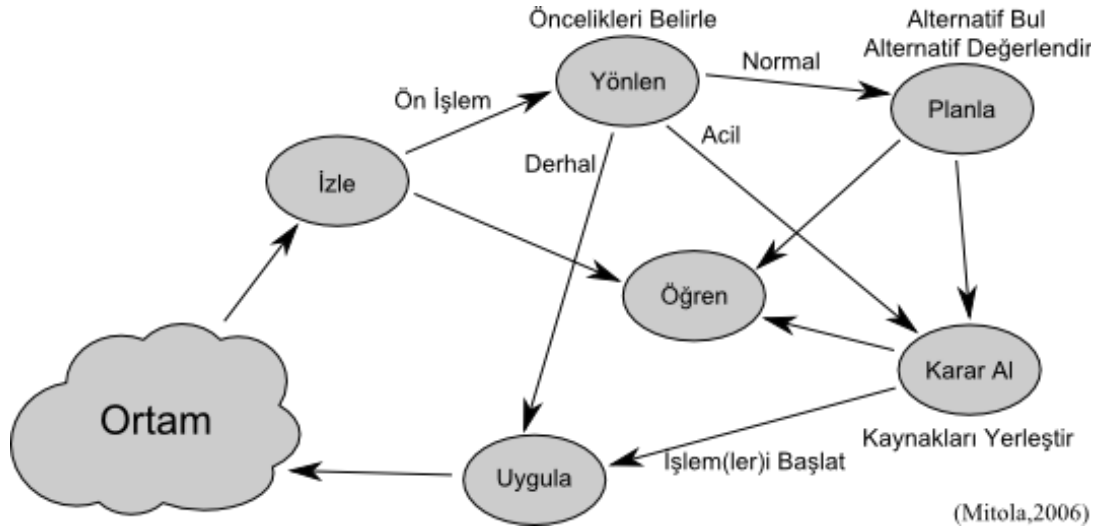 Öncelikleri Belirle
Alternatif Bul
Alternatif Değerlendir
Normal
Yönlen
Planla
Ön İşlem
Acil
Derhal
İzle
Öğren
Karar Al
Ortam
Kaynakları Yerleştir
İşlem(ler)i Başlat
Uygula
(Mitola,2006)